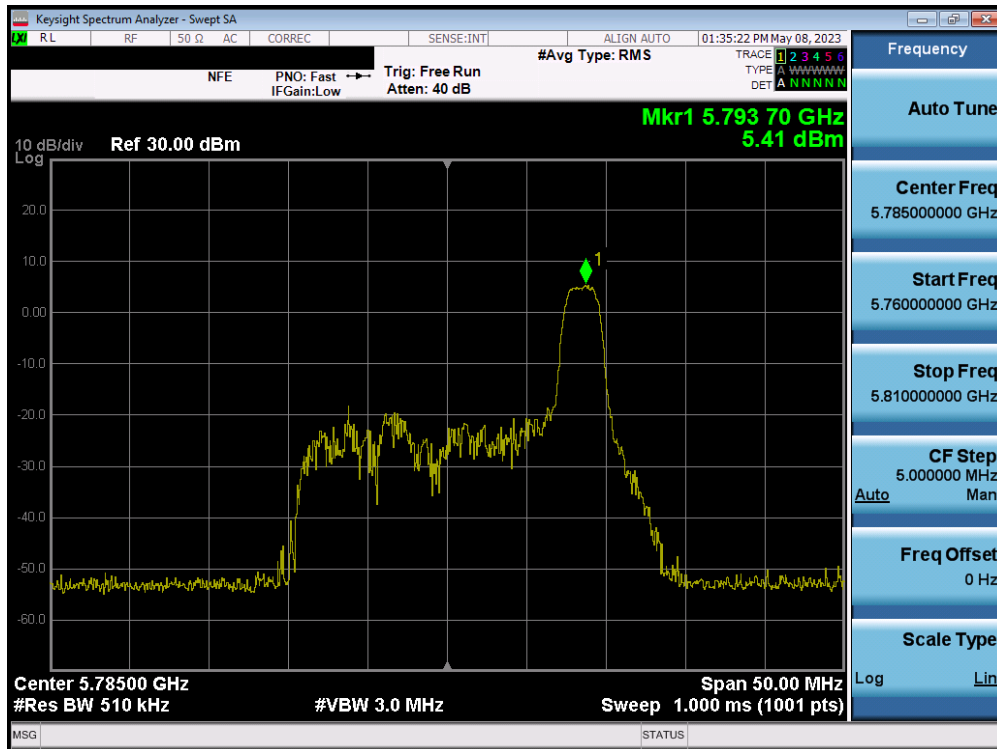 Keysight Spectrum Analyzer - Swept SA
LXI RL RF 50 Ω AC CORREC SENSE:INT ALIGN AUTO 01:35:22 PM May 08, 2023
NFE PNO: Fast Trig: Free Run #Avg Type: RMS TRACE 1 2 3 4 5 6
IFGain:Low Atten: 40 dB TYPE A WWWWW
DET A N N N N N
Mkr1 5.793 70 GHz
5.41 dBm
10 dB/div Ref 30.00 dBm
Log
20.0
10.0
0.00
-10.0
-20.0
-30.0
-40.0
-50.0
-60.0
1
Center 5.78500 GHz Span 50.00 MHz
#Res BW 510 kHz #VBW 3.0 MHz Sweep 1.000 ms (1001 pts)
MSG STATUS
Frequency
Auto Tune
Center Freq
5.785000000 GHz
Start Freq
5.760000000 GHz
Stop Freq
5.810000000 GHz
CF Step
5.000000 MHz
Auto Man
Freq Offset
0 Hz
Scale Type
Log Lin